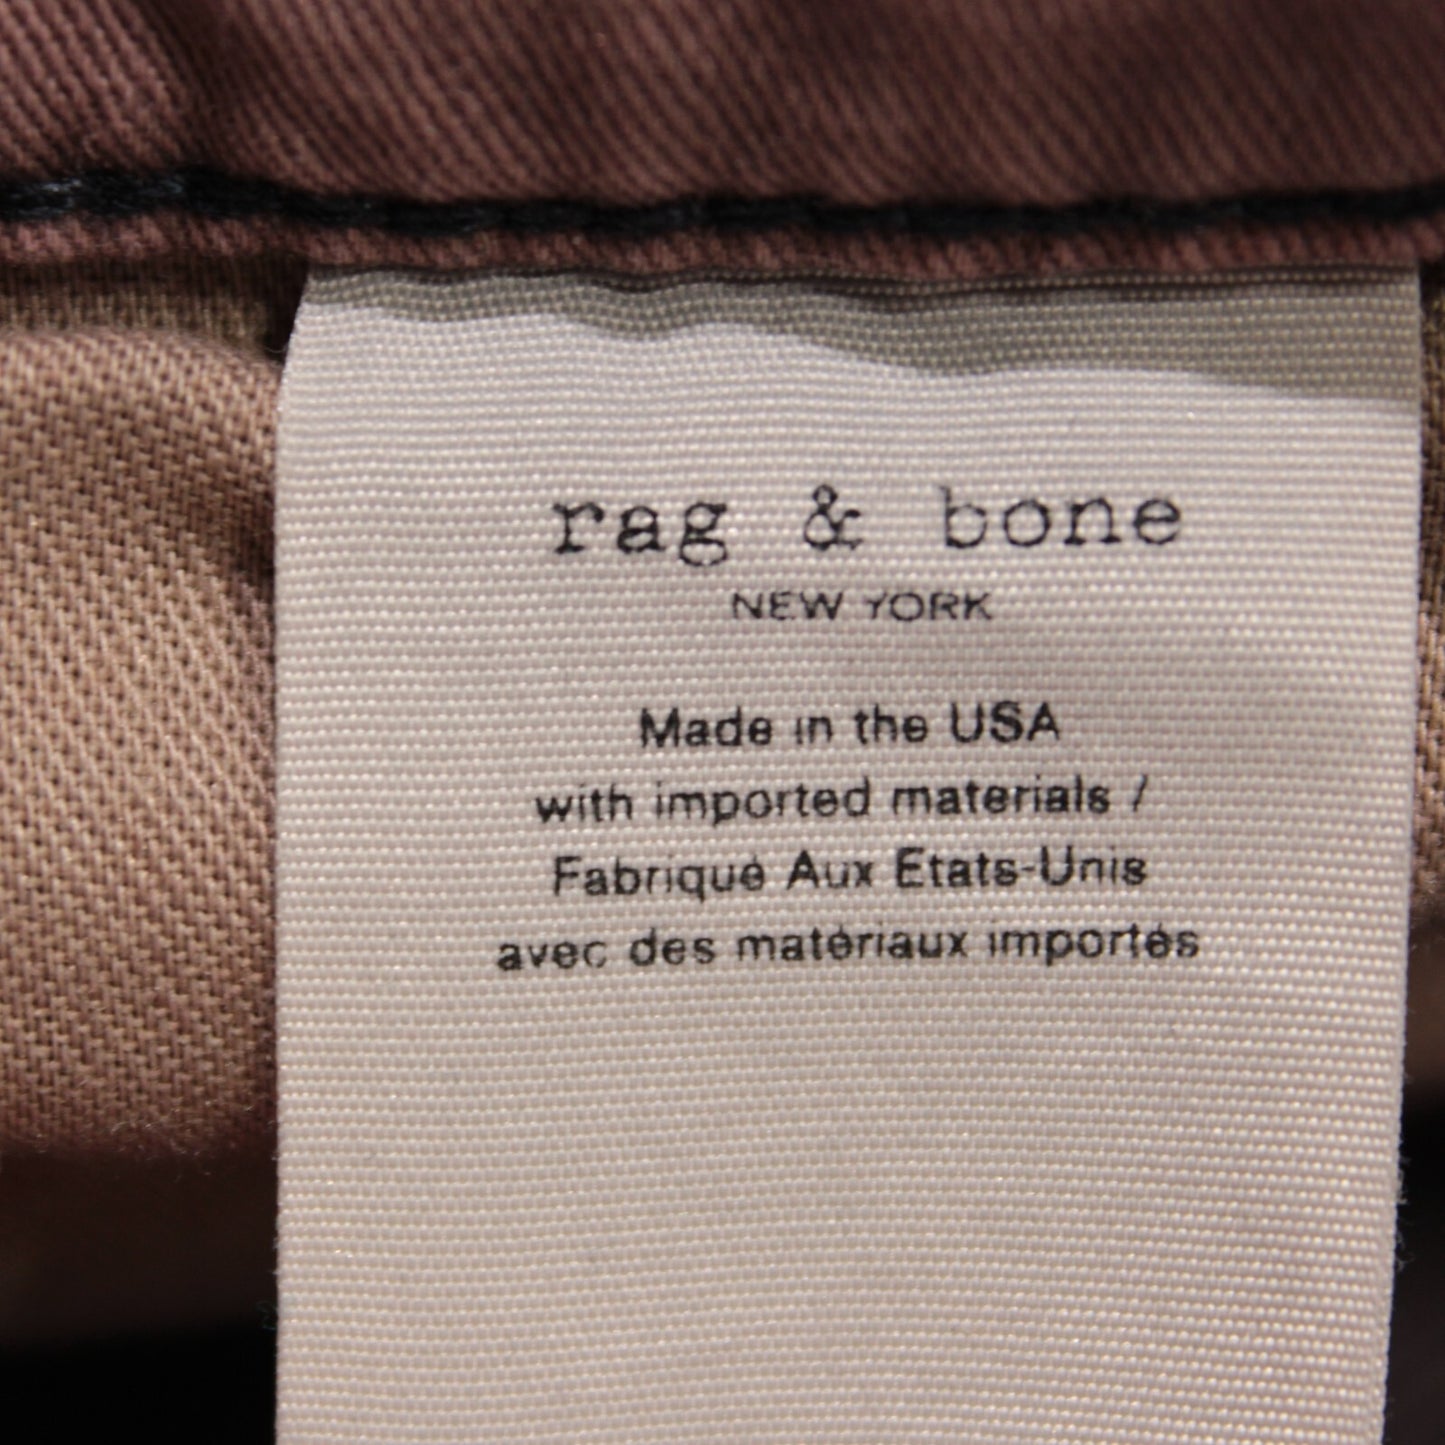 rag & bone
NEW YORK
Made in the USA
with imported materials /
Fabriqué Aux Etats-Unis
avec des matériaux importés